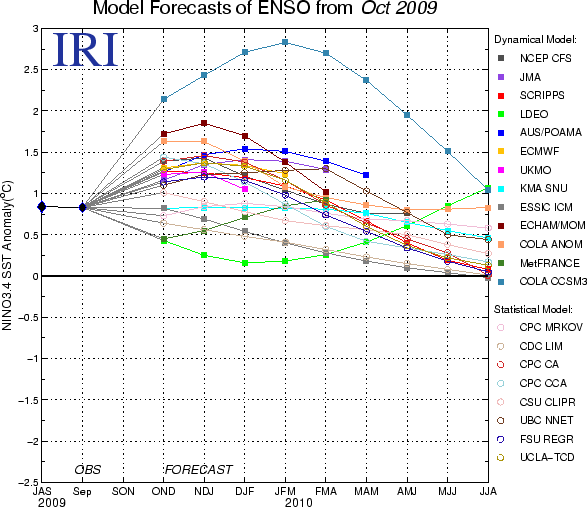 Model Forecasts of ENSO from Oct 2009
IRI
NINO3.4 SST Anomaly(°C)
3
2.5
2
1.5
1
0.5
0
−0.5
−1
−1.5
−2
−2.5
OBS FORECAST
JAS Sep SON OND NDJ DJF JFM FMA MAM AMJ MJJ JJA
2009 2010
Dynamical Model:
NCEP CFS
JMA
SCRIPPS
LDEO
AUS/POAMA
ECMWF
UKMO
KMA SNU
ESSIC ICM
ECHAM/MOM
COLA ANOM
MetFRANCE
COLA CCSM3
Statistical Model:
CPC MRKOV
CDC LIM
CPC CA
CPC CCA
CSU CLIPR
UBC NNET
FSU REGR
UCLA−TCD